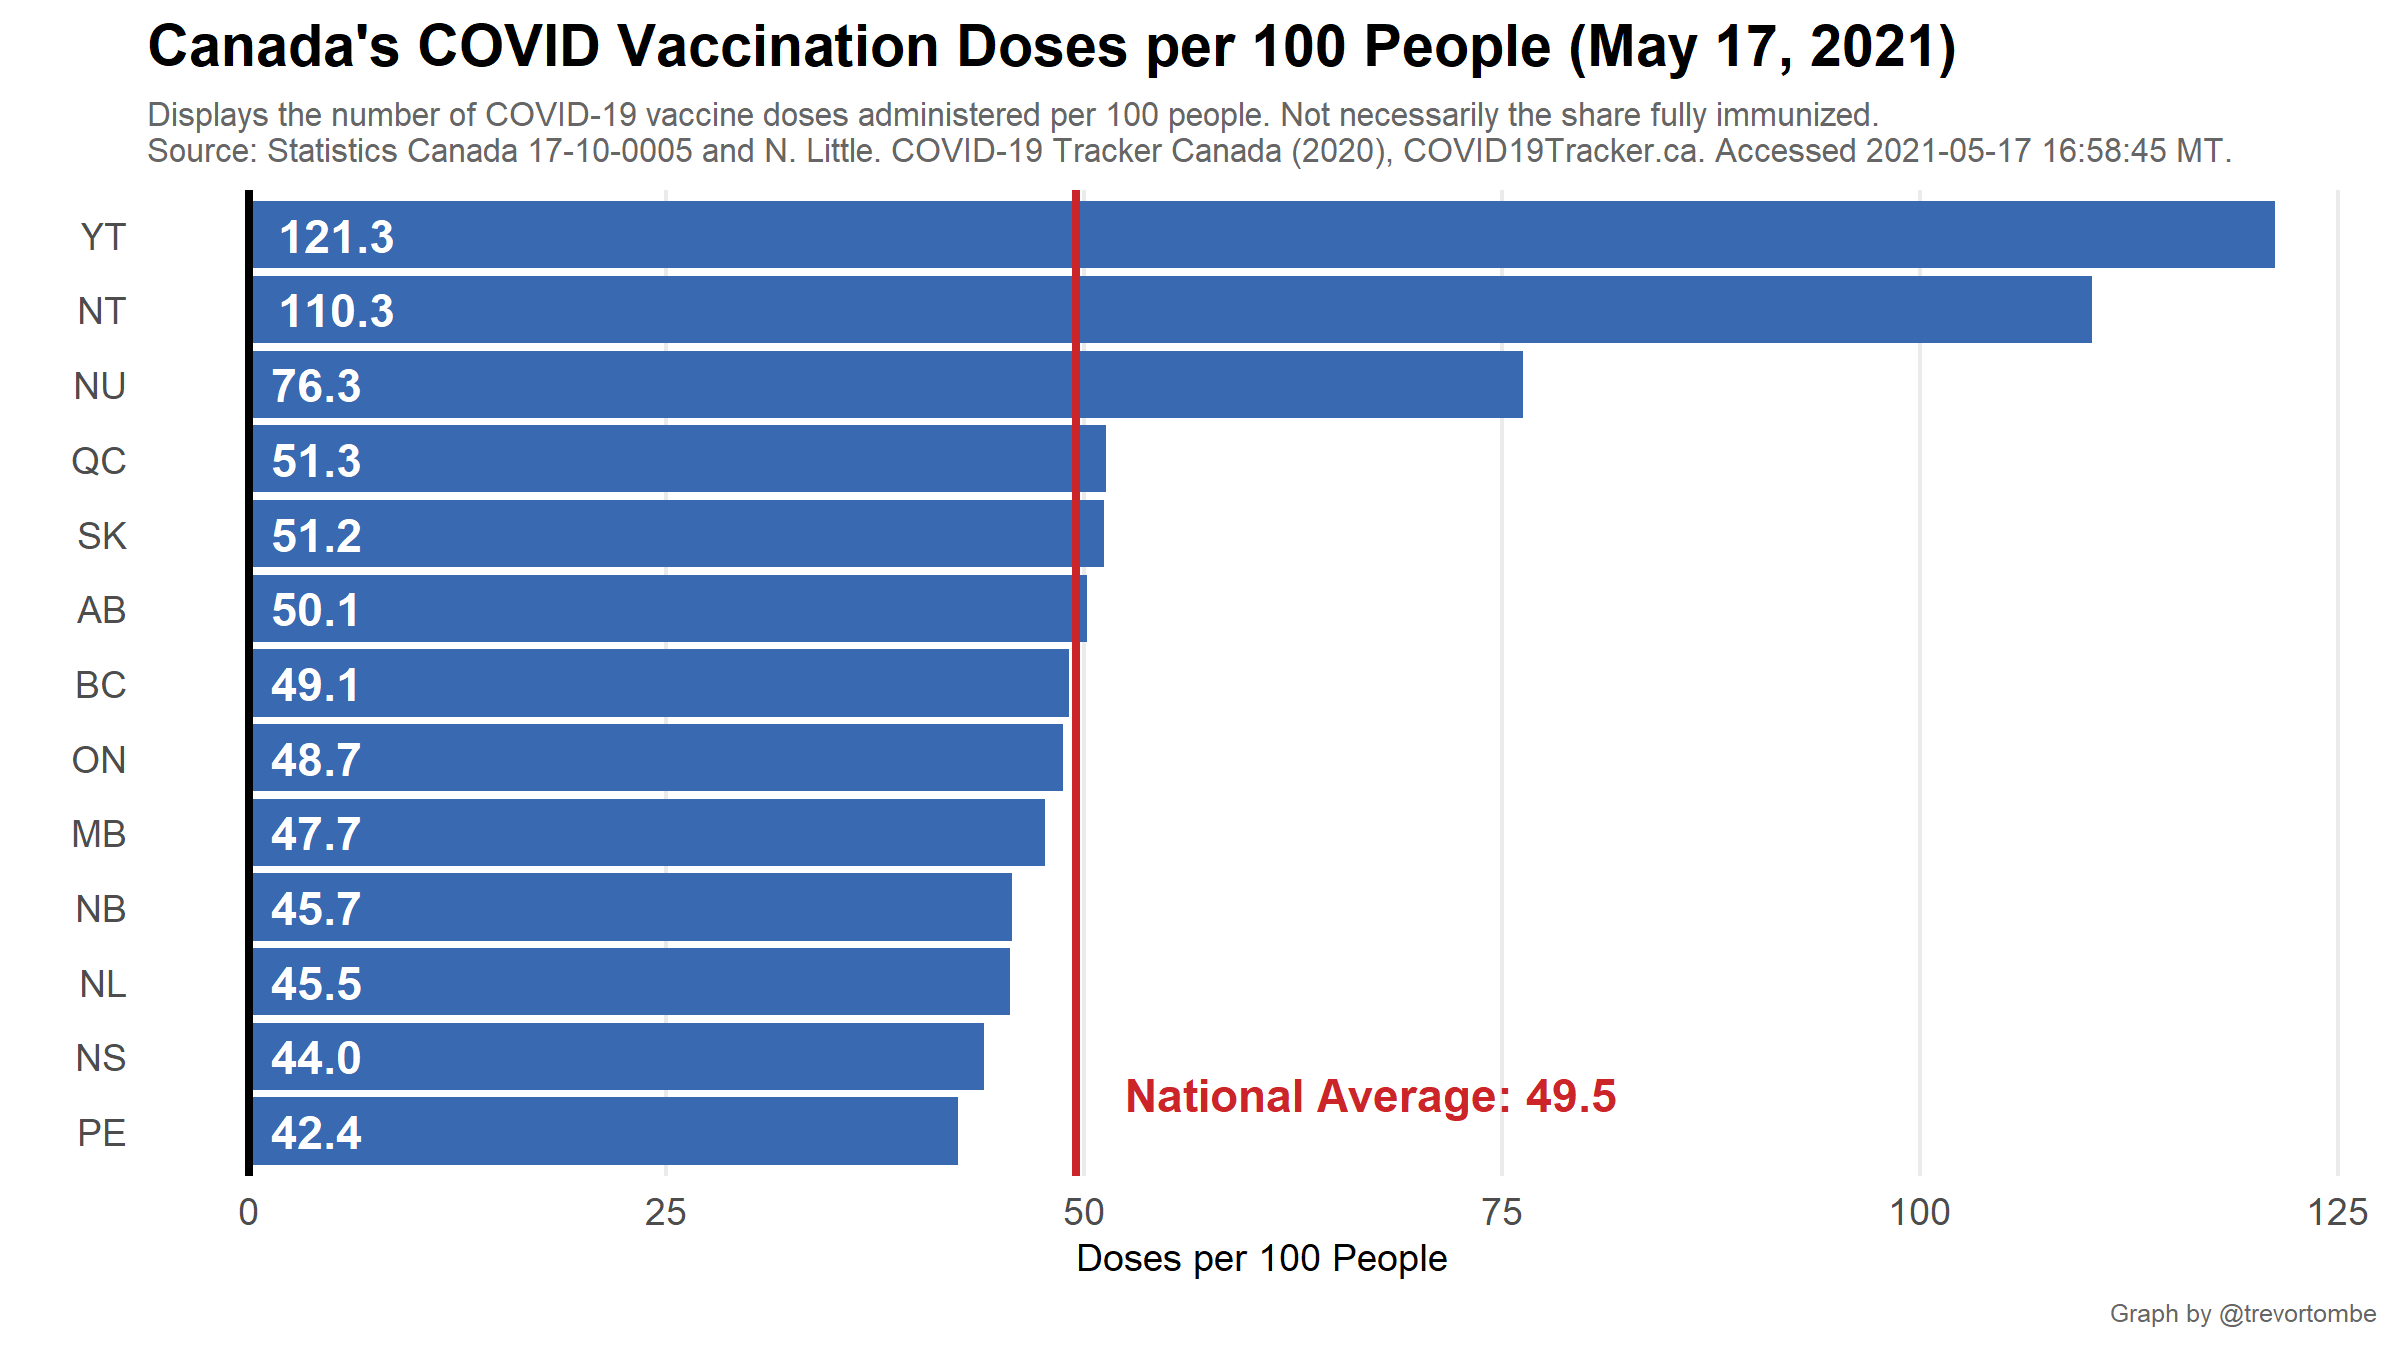 Canada's COVID Vaccination Doses per 100 People (May 17, 2021)
Displays the number of COVID-19 vaccine doses administered per 100 people. Not necessarily the share fully immunized.
Source: Statistics Canada 17-10-0005 and N. Little. COVID-19 Tracker Canada (2020), COVID19Tracker.ca. Accessed 2021-05-17 16:58:45 MT.
YT 121.3
NT 110.3
NU 76.3
QC 51.3
SK 51.2
AB 50.1
BC 49.1
ON 48.7
MB 47.7
NB 45.7
NL 45.5
NS 44.0
National Average: 49.5
PE 42.4
0 25 50 75 100 125
Doses per 100 People
Graph by @trevortombe